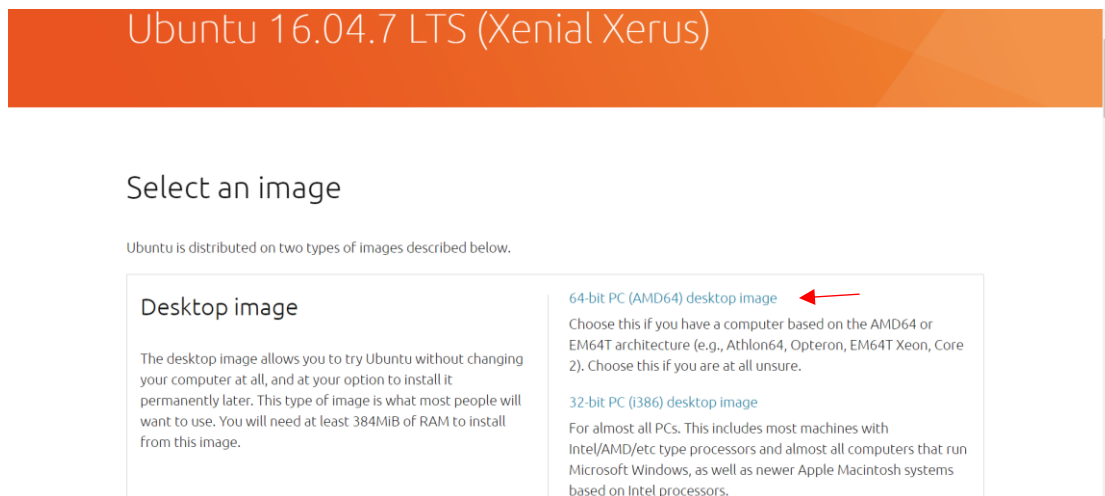 Ubuntu 16.04.7 LTS (Xenial Xerus)
Select an image
Ubuntu is distributed on two types of images described below.
Desktop image
The desktop image allows you to try Ubuntu without changing
your computer at all, and at your option to install it
permanently later. This type of image is what most people will
want to use. You will need at least 384MiB of RAM to install
from this image.
64-bit PC (AMD64) desktop image
Choose this if you have a computer based on the AMD64 or
EM64T architecture (e.g., Athlon64, Opteron, EM64T Xeon, Core
2). Choose this if you are at all unsure.
32-bit PC (i386) desktop image
For almost all PCs. This includes most machines with
Intel/AMD/etc type processors and almost all computers that run
Microsoft Windows, as well as newer Apple Macintosh systems
based on Intel processors.